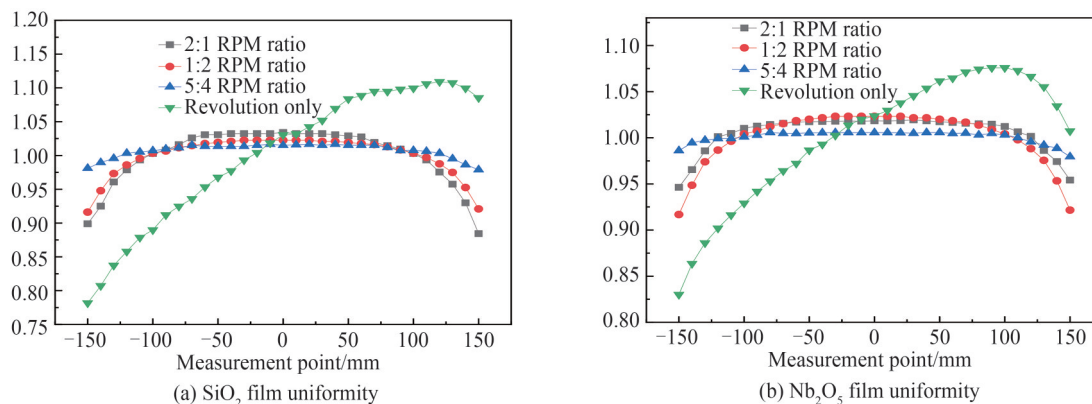 1.20
1.15
1.10
1.05
1.00
0.95
0.90
0.85
0.80
0.75
2:1 RPM ratio
1:2 RPM ratio
5:4 RPM ratio
Revolution only
−150 −100 −50 0 50 100 150
Measurement point/mm
(a) SiO₂ film uniformity
1.10
1.05
1.00
0.95
0.90
0.85
0.80
2:1 RPM ratio
1:2 RPM ratio
5:4 RPM ratio
Revolution only
−150 −100 −50 0 50 100 150
Measurement point/mm
(b) Nb₂O₅ film uniformity